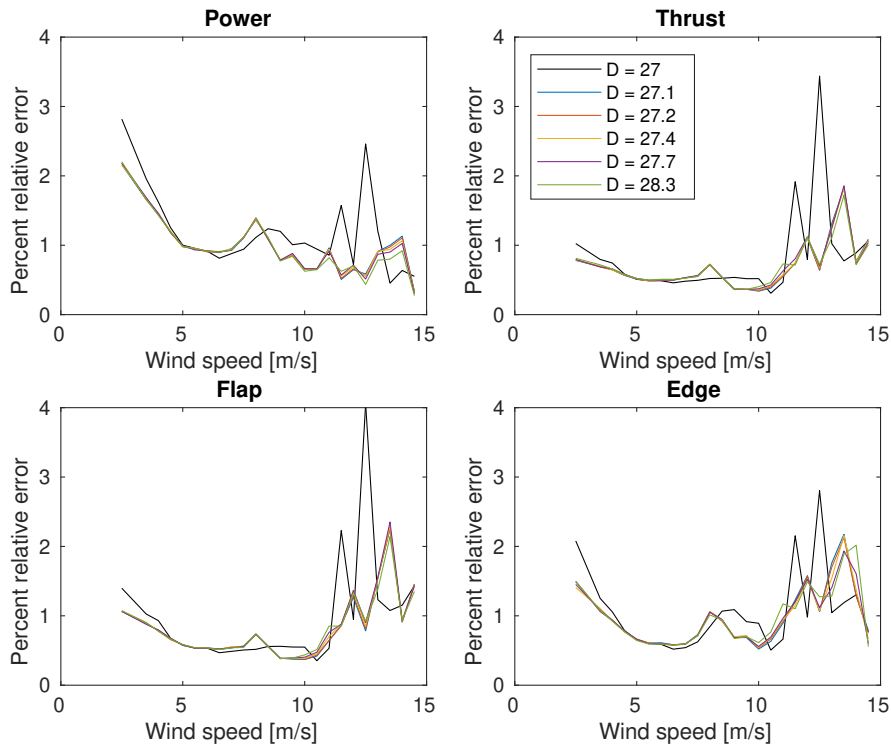 Power
Percent relative error
4
3
2
1
0
0 5 10 15
Wind speed [m/s]
Thrust
Percent relative error
4
3
2
1
0
0 5 10 15
Wind speed [m/s]
D = 27
D = 27.1
D = 27.2
D = 27.4
D = 27.7
D = 28.3
Flap
Percent relative error
4
3
2
1
0
0 5 10 15
Wind speed [m/s]
Edge
Percent relative error
4
3
2
1
0
0 5 10 15
Wind speed [m/s]